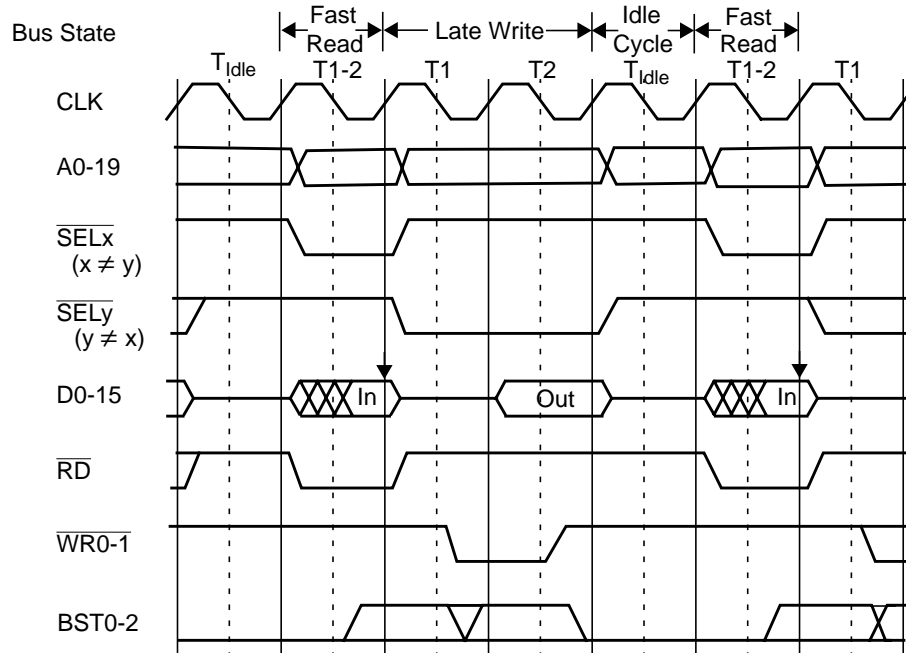 Bus State
Fast Read
Late Write
Idle Cycle
Fast Read
TIdle
T1-2
T1
T2
TIdle
T1-2
T1
CLK
A0-19
SELx
(x ≠ y)
SELy
(y ≠ x)
D0-15
In
Out
In
RD
WR0-1
BST0-2